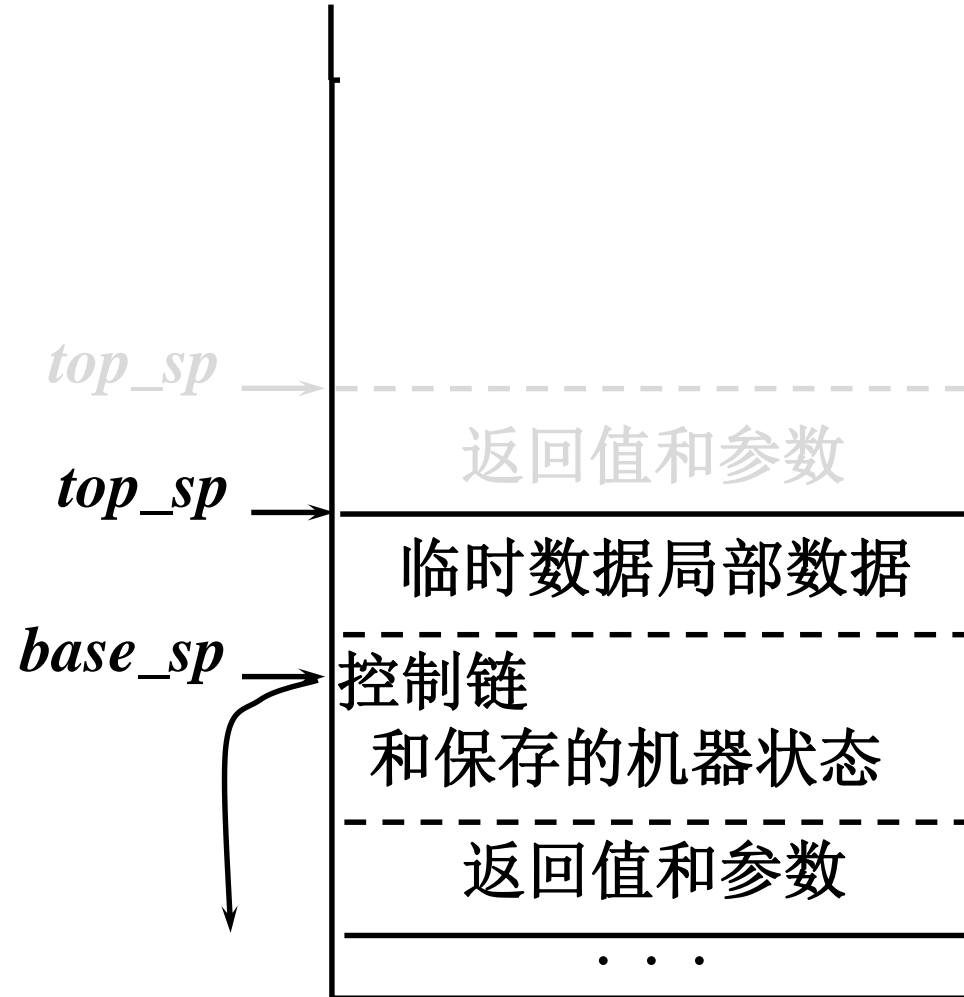 top_sp
返回值和参数
top_sp
临时数据局部数据
base_sp
控制链
和保存的机器状态
返回值和参数
. . .